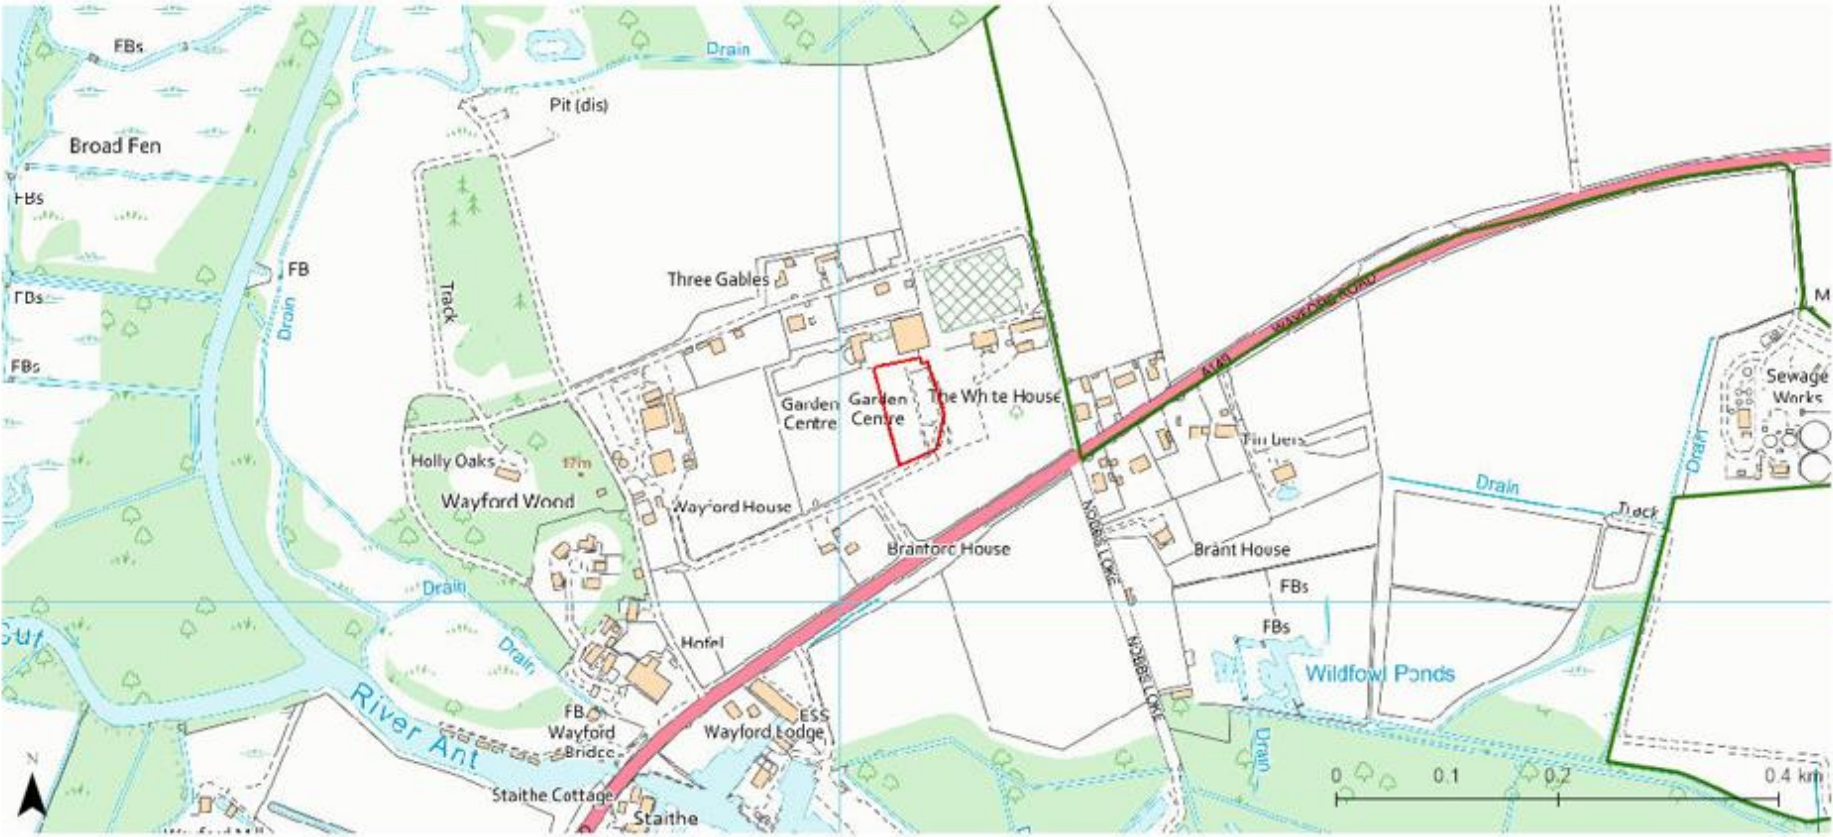 FBs
Drain
Pit (dis)
Broad Fen
FBs
FB
FBs
Drain
Track
Three Gables
WAYFORD ROAD
A149
FBs
Garden
Centre
Garden
Centre
The White House
Sewage
Works
Holly Oaks
17m
Wayford Wood
Wayford House
Drain
Drain
Track
NOBBS LOKE
Branford House
Brant House
Drain
FBs
FBs
Cut
Drain
Hotel
NOBBS LOKE
Wildfowl Ponds
River Ant
FB
Wayford
Bridge
ESS
Wayford Lodge
Drain
N
0 0.1 0.2 0.4 km
Staithe Cottage
Staithe